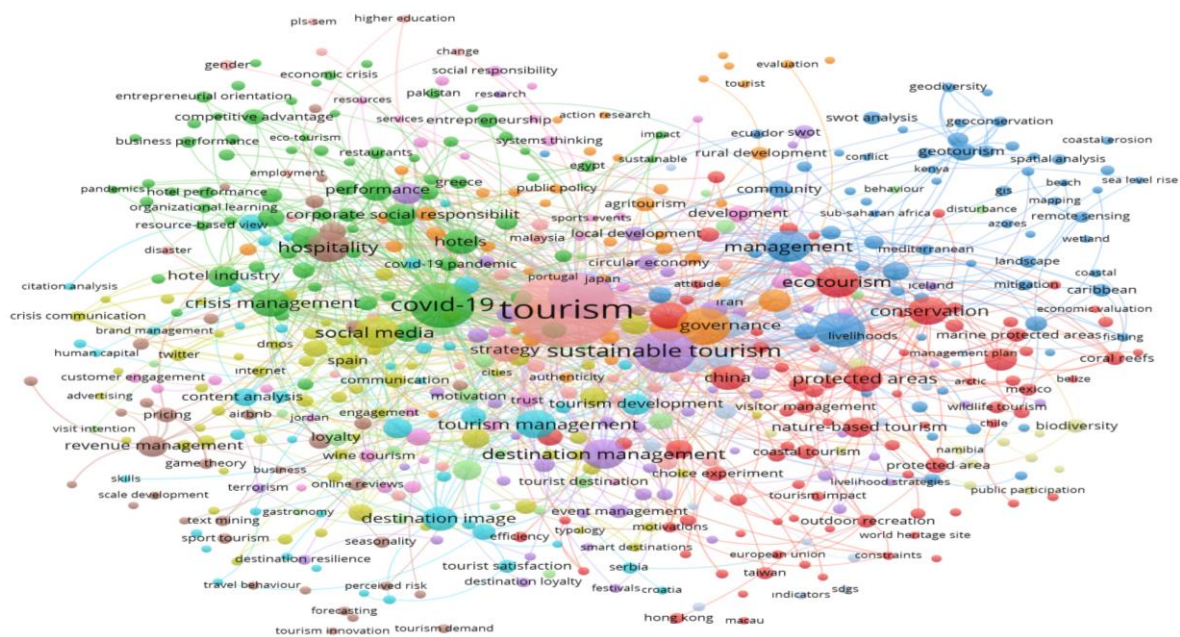 pls-sem
higher education
gender
change
economic crisis
social responsibility
evaluation
tourist
geodiversity
entrepreneurial orientation
resources
pakistan
research
competitive advantage
services
entrepreneurship
action research
swot analysis
geoconservation
business performance
eco-tourism
systems thinking
impact
ecuador
swot
coastal erosion
restaurants
egypt
sustainable
rural development
conflict
geotourism
spatial analysis
employment
kenya
pandemics
hotel performance
performance
greece
public policy
community
behaviour
gis
beach
sea level rise
organizational learning
agritourism
mapping
resource-based view
corporate social responsibilit
sports events
development
sub-saharan africa
disturbance
remote sensing
azores
disaster
hospitality
hotels
malaysia
local development
management
mediterranean
wetland
hotel industry
covid-19 pandemic
circular economy
landscape
citation analysis
portugal
japan
attitude
ecotourism
iceland
mitigation
coastal
caribbean
crisis management
covid-19
tourism
iran
conservation
economic valuation
crisis communication
social media
governance
livelihoods
marine protected areas
fishing
brand management
dmos
strategy
sustainable tourism
management plan
coral reefs
human capital
twitter
spain
cities
customer engagement
internet
communication
authenticity
china
protected areas
arctic
belize
advertising
content analysis
motivation
trust
tourism development
visitor management
mexico
wildlife tourism
pricing
airbnb
jordan
engagement
tourism management
nature-based tourism
chile
biodiversity
visit intention
revenue management
loyalty
wine tourism
destination management
coastal tourism
namibia
game theory
choice experiment
protected area
skills
business
terrorism
online reviews
tourist destination
livelihood strategies
scale development
tourism impact
public participation
text mining
gastronomy
destination image
event management
sport tourism
seasonality
efficiency
typology
motivations
outdoor recreation
world heritage site
destination resilience
tourist satisfaction
smart destinations
european union
constraints
travel behaviour
perceived risk
destination loyalty
serbia
taiwan
festivals
croatia
indicators
sdgs
forecasting
tourism innovation
tourism demand
hong kong
macau